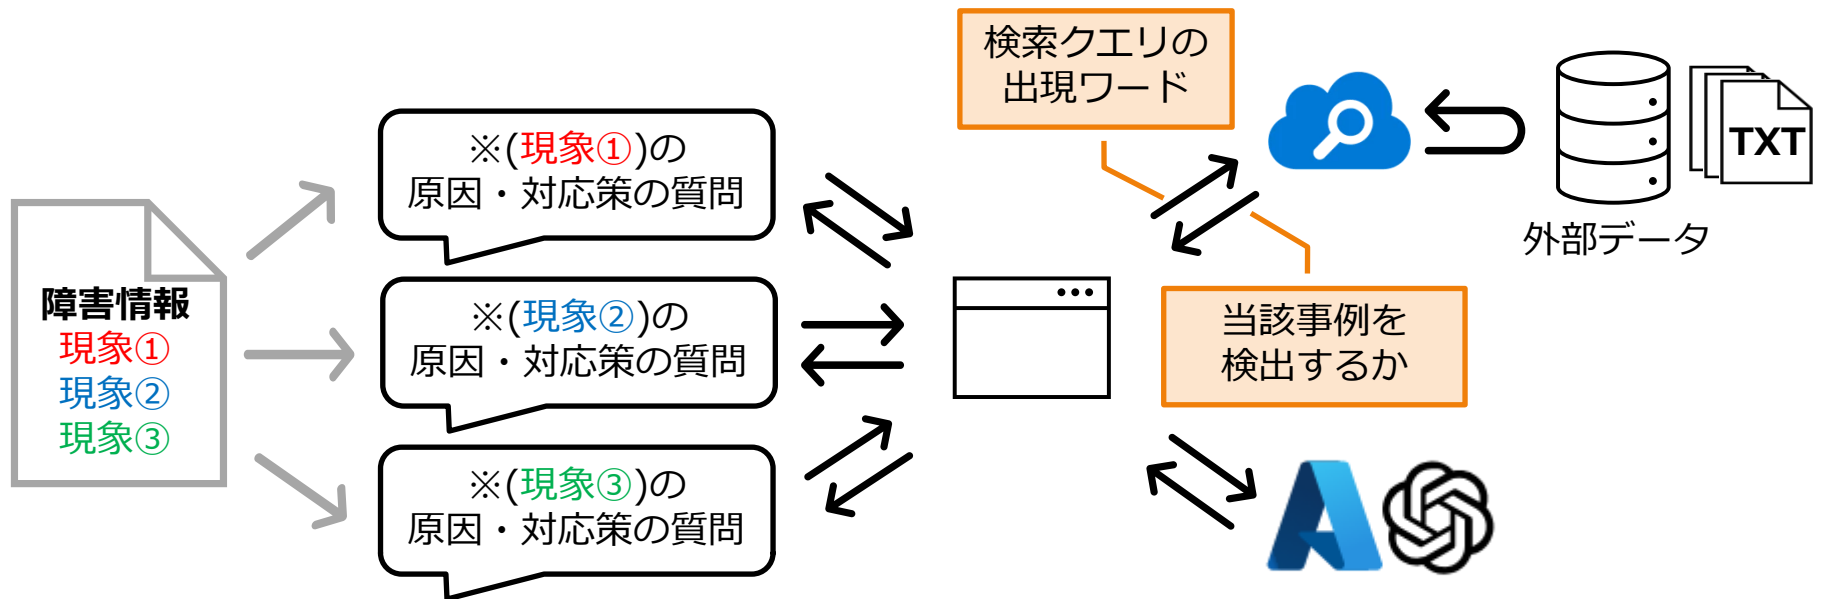 障害情報
現象①
現象②
現象③
※(現象①)の
原因・対応策の質問
※(現象②)の
原因・対応策の質問
※(現象③)の
原因・対応策の質問
検索クエリの
出現ワード
当該事例を
検出するか
TXT
外部データ